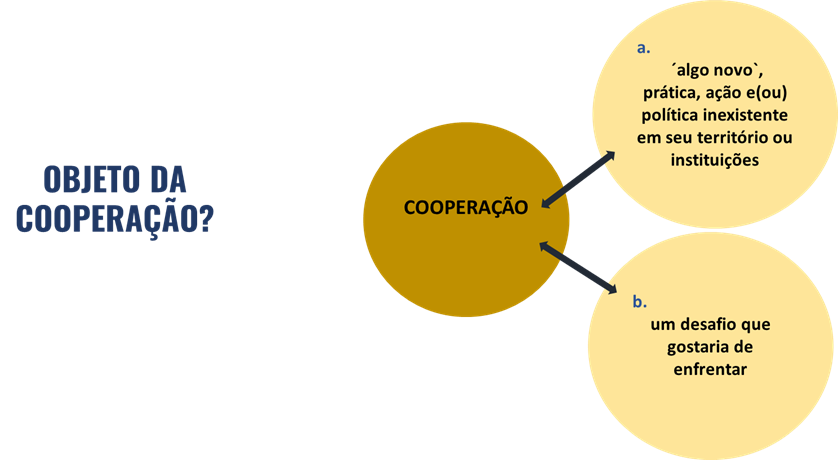 OBJETO DA
COOPERAÇÃO?
COOPERAÇÃO
a.
´algo novo`,
prática, ação e(ou)
política inexistente
em seu território ou
instituições
b.
um desafio que
gostaria de
enfrentar